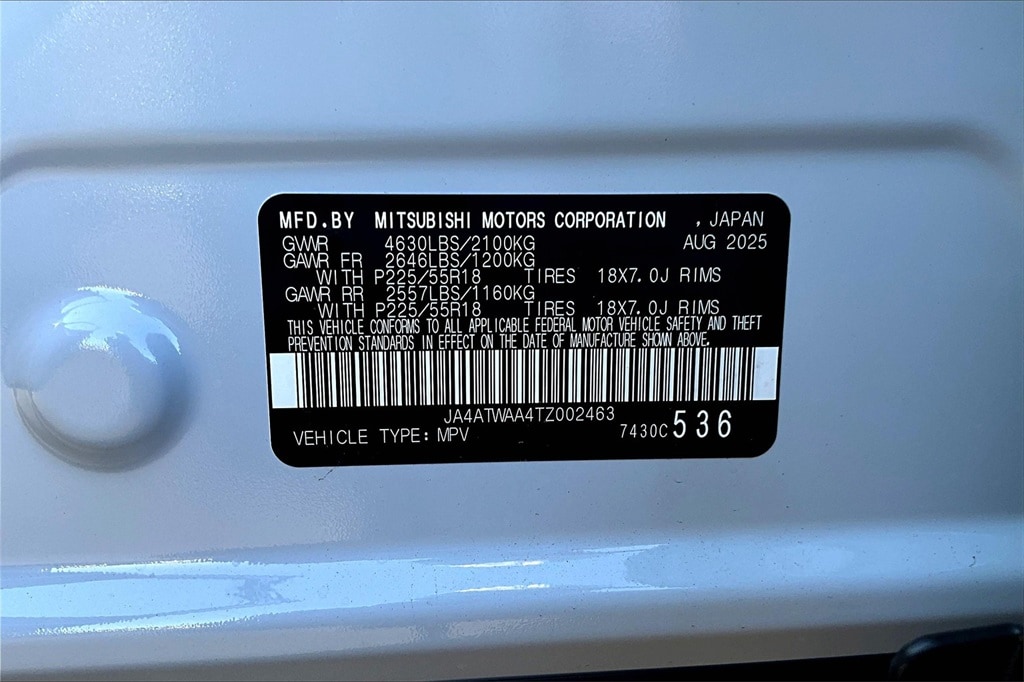 MFD.BY MITSUBISHI MOTORS CORPORATION , JAPAN
GVWR 4630LBS/2100KG AUG 2025
GAWR FR 2646LBS/1200KG
WITH P225/55R18 TIRES 18X7.0J RIMS
GAWR RR 2557LBS/1160KG
WITH P225/55R18 TIRES 18X7.0J RIMS
THIS VEHICLE CONFORMS TO ALL APPLICABLE FEDERAL MOTOR VEHICLE SAFETY AND THEFT
PREVENTION STANDARDS IN EFFECT ON THE DATE OF MANUFACTURE SHOWN ABOVE.
JA4ATWAA4TZ002463
VEHICLE TYPE: MPV 7430C 536